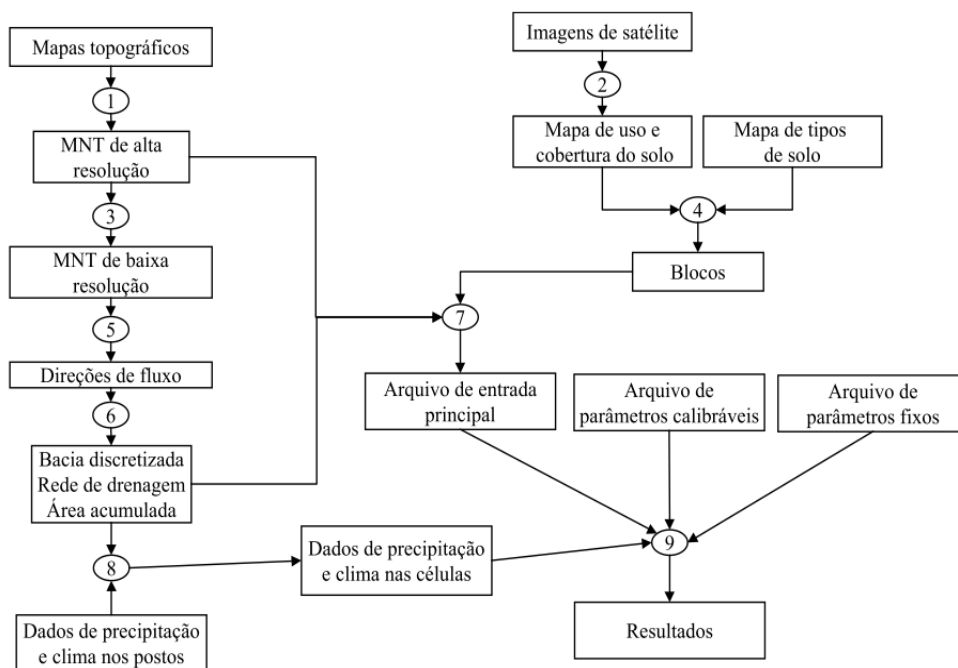 Mapas topográficos
1
MNT de alta
resolução
3
MNT de baixa
resolução
5
Direções de fluxo
6
Bacia discretizada
Rede de drenagem
Área acumulada
8
Dados de precipitação
e clima nos postos
Dados de precipitação
e clima nas células
Imagens de satélite
2
Mapa de uso e
cobertura do solo
Mapa de tipos
de solo
4
Blocos
7
Arquivo de entrada
principal
Arquivo de
parâmetros calibráveis
Arquivo de
parâmetros fixos
9
Resultados